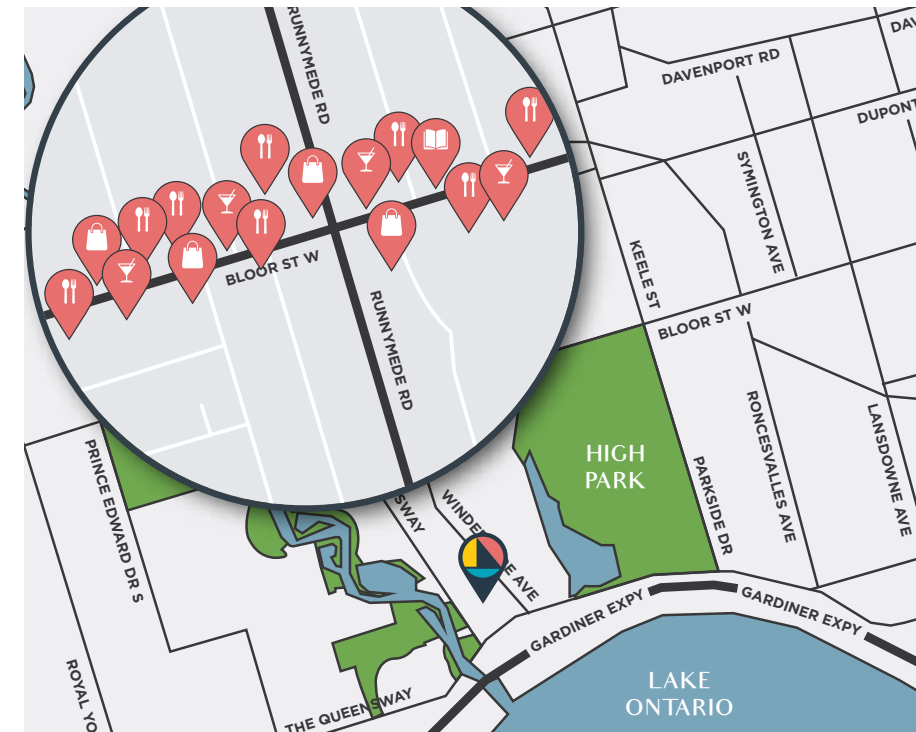 RUNNYMEDE RD
DAVENPORT RD
DUPONT
SYMINGTON AVE
KEELE ST
BLOOR ST W
RUNNYMEDE RD
BLOOR ST W
HIGH
PARK
PARKSIDE DR
RONCESVALLES AVE
LANSDOWNE AVE
PRINCE EDWARD DR S
GARDINER EXPY
GARDINER EXPY
LAKE
ONTARIO
THE QUEENSWAY